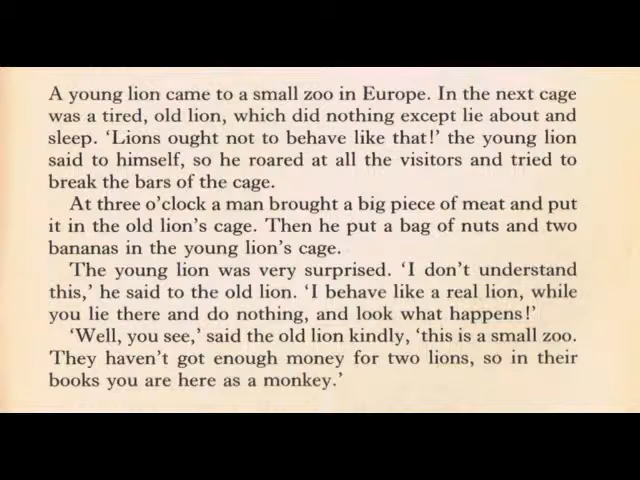 A young lion came to a small zoo in Europe. In the next cage
was a tired, old lion, which did nothing except lie about and
sleep. ‘Lions ought not to behave like that!’ the young lion
said to himself, so he roared at all the visitors and tried to
break the bars of the cage.
At three o’clock a man brought a big piece of meat and put
it in the old lion’s cage. Then he put a bag of nuts and two
bananas in the young lion’s cage.
The young lion was very surprised. ‘I don’t understand
this,’ he said to the old lion. ‘I behave like a real lion, while
you lie there and do nothing, and look what happens!’
‘Well, you see,’ said the old lion kindly, ‘this is a small zoo.
They haven’t got enough money for two lions, so in their
books you are here as a monkey.’